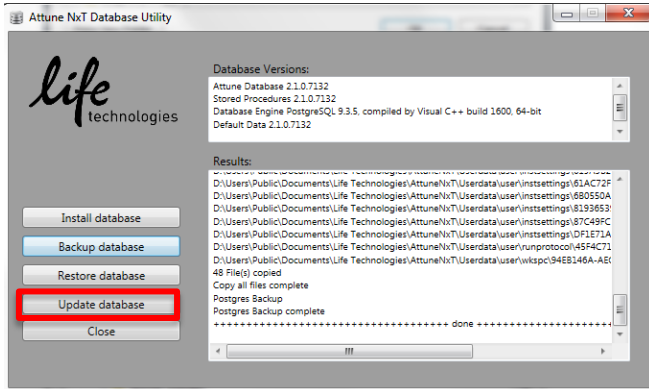 Attune NxT Database Utility
life
technologies
Database Versions:
Attune Database 2.1.0.7132
Stored Procedures 2.1.0.7132
Database Engine PostgreSQL 9.3.5, compiled by Visual C++ build 1600, 64-bit
Default Data 2.1.0.7132
Results:
D:\Users\Public\Documents\Life Technologies\AttuneNxT\Userdata\user\instsettings\61AC72F
D:\Users\Public\Documents\Life Technologies\AttuneNxT\Userdata\user\instsettings\6B0550A
D:\Users\Public\Documents\Life Technologies\AttuneNxT\Userdata\user\instsettings\8193653
D:\Users\Public\Documents\Life Technologies\AttuneNxT\Userdata\user\instsettings\87C49FC
D:\Users\Public\Documents\Life Technologies\AttuneNxT\Userdata\user\instsettings\DF1E71A
D:\Users\Public\Documents\Life Technologies\AttuneNxT\Userdata\user\runprotocol\45F4C71
D:\Users\Public\Documents\Life Technologies\AttuneNxT\Userdata\user\wkspc\94EB146A-AE
48 File(s) copied
Copy all files complete
Postgres Backup
Postgres Backup complete
++++++++++++++++++++++++++++++++++++ done +++++++++++++++++++++
Install database
Backup database
Restore database
Update database
Close